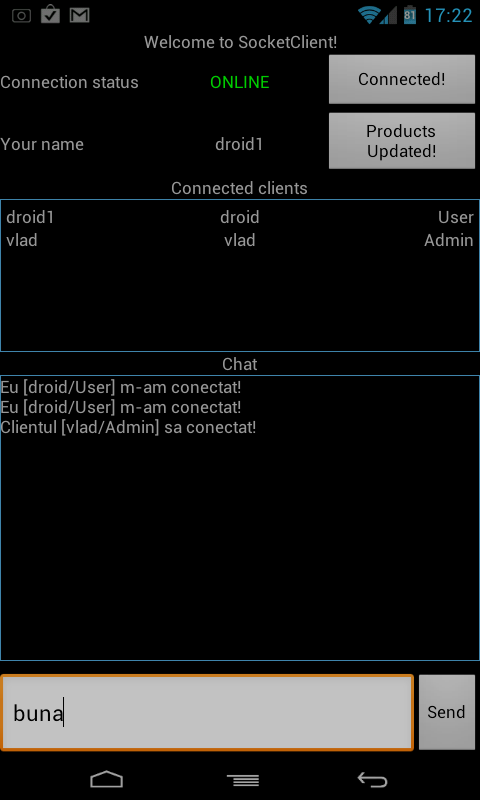 81 17:22
Welcome to SocketClient!
Connection status ONLINE Connected!
Your name droid1 Products Updated!
Connected clients
droid1 droid User
vlad vlad Admin
Chat
Eu [droid/User] m-am conectat!
Eu [droid/User] m-am conectat!
Clientul [vlad/Admin] sa conectat!
buna Send